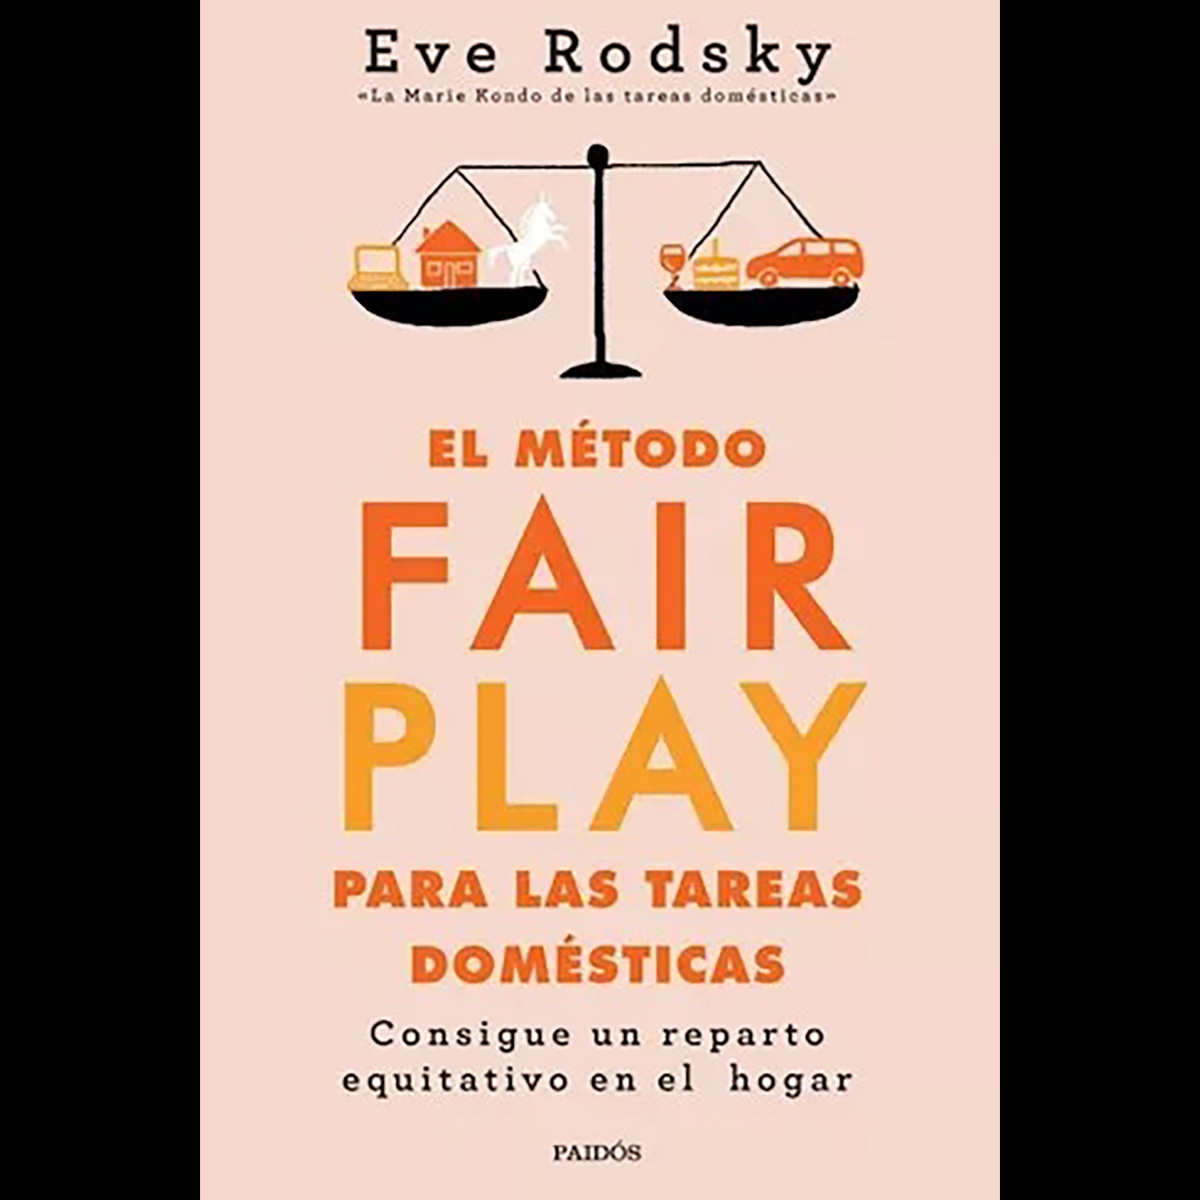 Eve Rodsky
«La Marie Kondo de las tareas domésticas»
EL MÉTODO
FAIR
PLAY
PARA LAS TAREAS
DOMÉSTICAS
Consigue un reparto
equitativo en el hogar
PAIDÓS